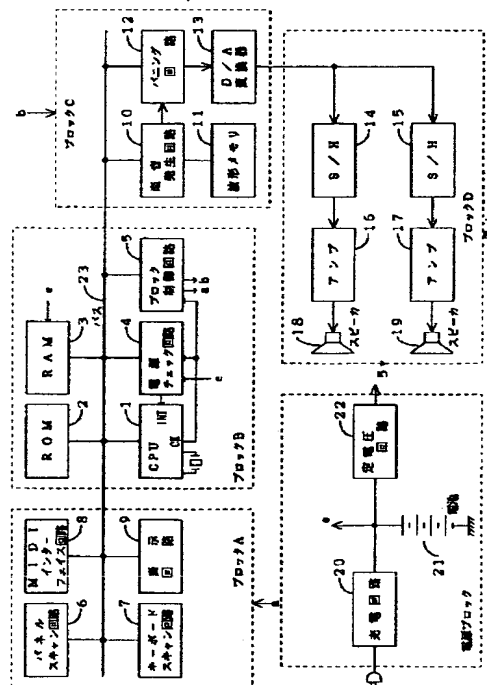 パネル
スキャン回路
6
MIDI
インター
フェイス回路
8
キーボード
スキャン回路
7
表示
回路
9
ブロックA
a
ROM
2
RAM
3
e
バス
23
CPU
1
INT
CK
電源
チェック回路
4
e
ブロック
制御回路
5
a b
ブロックB
b
ブロックC
楽音
発生回路
10
波形メモリ
11
パニング
回路
12
D/A
変換器
13
充電回路
20
e
電池
21
定電圧
回路
22
5v
電源ブロック
S/H
14
S/H
15
アンプ
16
アンプ
17
18
スピーカ
19
スピーカ
ブロックD